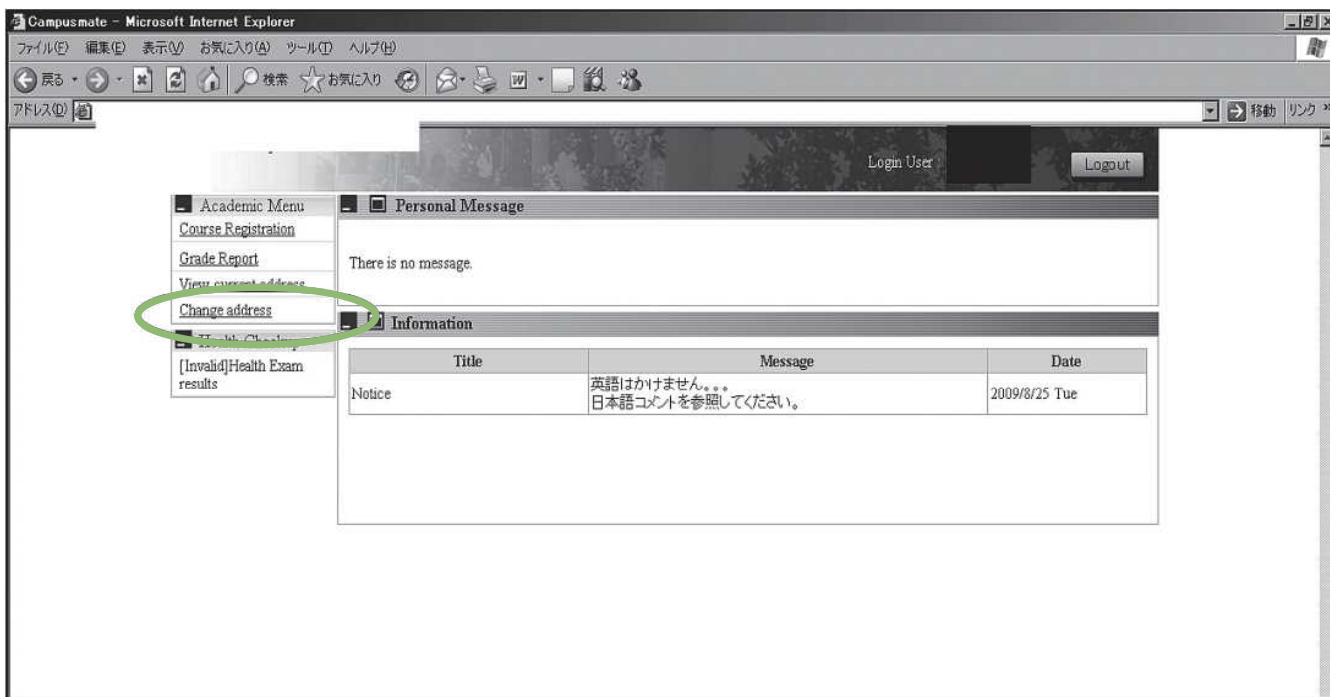 Campusmate - Microsoft Internet Explorer
ファイル(F) 編集(E) 表示(V) お気に入り(A) ツール(T) ヘルプ(H)
戻る 検索 お気に入り
アドレス(D) 移動 リンク »
Login User : Logout
Academic Menu
Course Registration
Grade Report
View current address
Change address
Health Checkup
[Invalid]Health Exam
results
Personal Message
There is no message.
Information
Title Message Date
Notice 英語はかけません。。。 2009/8/25 Tue
日本語コメントを参照してください。